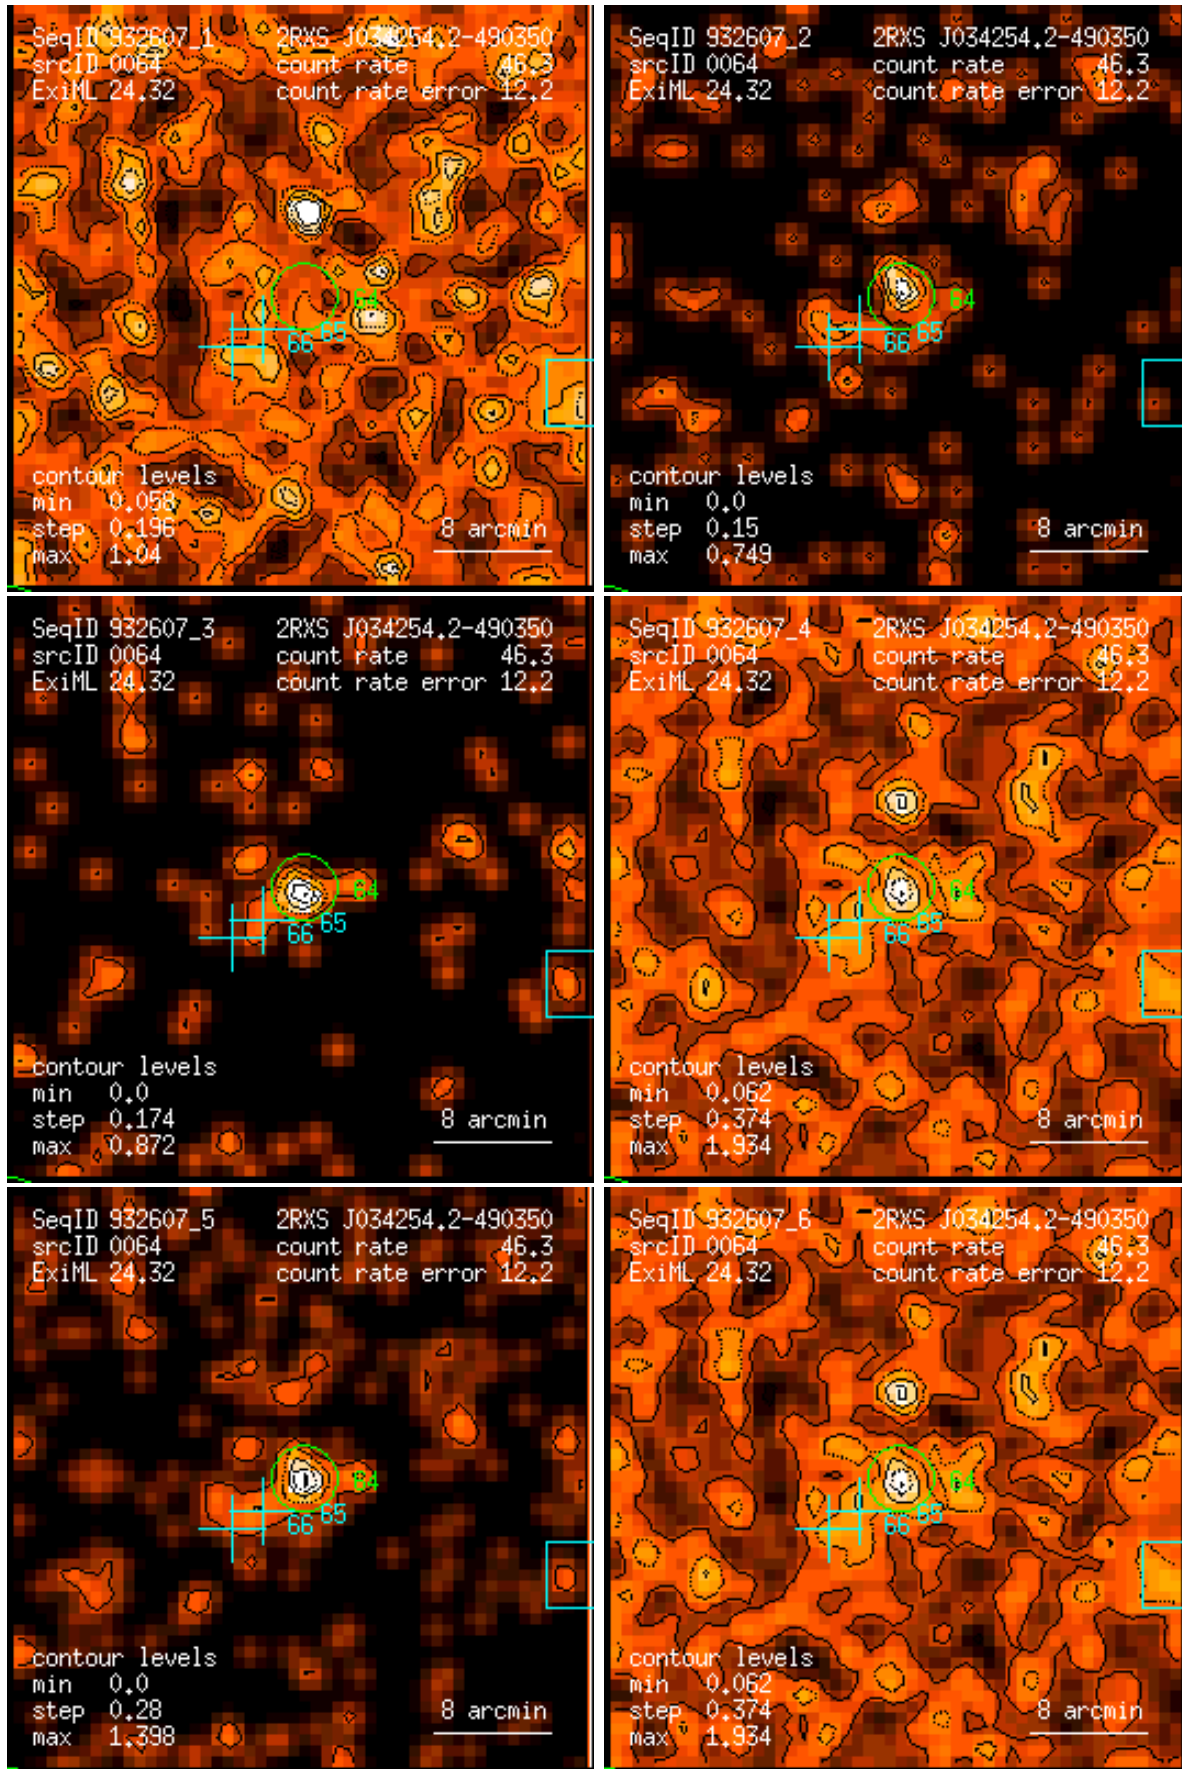 SeqID 932607_1 2RXS J034254.2-490350
srcID 0064 count rate 46.3
ExiML 24.32 count rate error 12.2
64
66 65
contour levels
min 0.058
step 0.196 8 arcmin
max 1.04
SeqID 932607_2 2RXS J034254.2-490350
srcID 0064 count rate 46.3
ExiML 24.32 count rate error 12.2
64
66 65
contour levels
min 0.0
step 0.15 8 arcmin
max 0.749
SeqID 932607_3 2RXS J034254.2-490350
srcID 0064 count rate 46.3
ExiML 24.32 count rate error 12.2
64
66 65
contour levels
min 0.0
step 0.174 8 arcmin
max 0.872
SeqID 932607_4 2RXS J034254.2-490350
srcID 0064 count rate 46.3
ExiML 24.32 count rate error 12.2
64
66 65
contour levels
min 0.062
step 0.374 8 arcmin
max 1.934
SeqID 932607_5 2RXS J034254.2-490350
srcID 0064 count rate 46.3
ExiML 24.32 count rate error 12.2
64
66 65
contour levels
min 0.0
step 0.28 8 arcmin
max 1.398
SeqID 932607_6 2RXS J034254.2-490350
srcID 0064 count rate 46.3
ExiML 24.32 count rate error 12.2
64
66 65
contour levels
min 0.062
step 0.374 8 arcmin
max 1.934